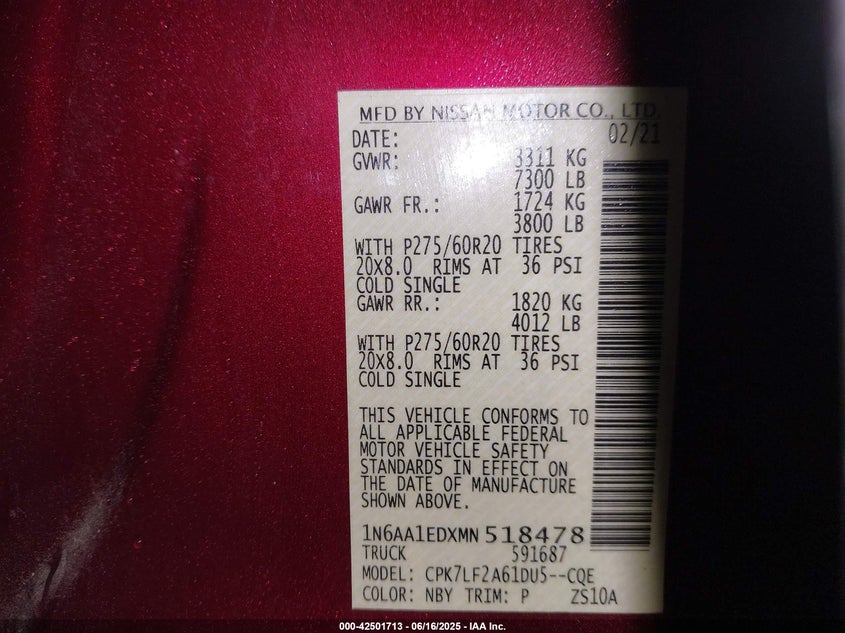 MFD BY NISSAN MOTOR CO., LTD.
DATE: 02/21
GVWR: 3311 KG
7300 LB
GAWR FR.: 1724 KG
3800 LB
WITH P275/60R20 TIRES
20X8.0 RIMS AT 36 PSI
COLD SINGLE
GAWR RR.: 1820 KG
4012 LB
WITH P275/60R20 TIRES
20X8.0 RIMS AT 36 PSI
COLD SINGLE
THIS VEHICLE CONFORMS TO
ALL APPLICABLE FEDERAL
MOTOR VEHICLE SAFETY
STANDARDS IN EFFECT ON
THE DATE OF MANUFACTURE
SHOWN ABOVE.
1N6AA1EDXMN518478
TRUCK 591687
MODEL: CPK7LF2A61DU5--CQE
COLOR: NBY TRIM: P ZS10A
000-42501713 - 06/16/2025 - IAA Inc.